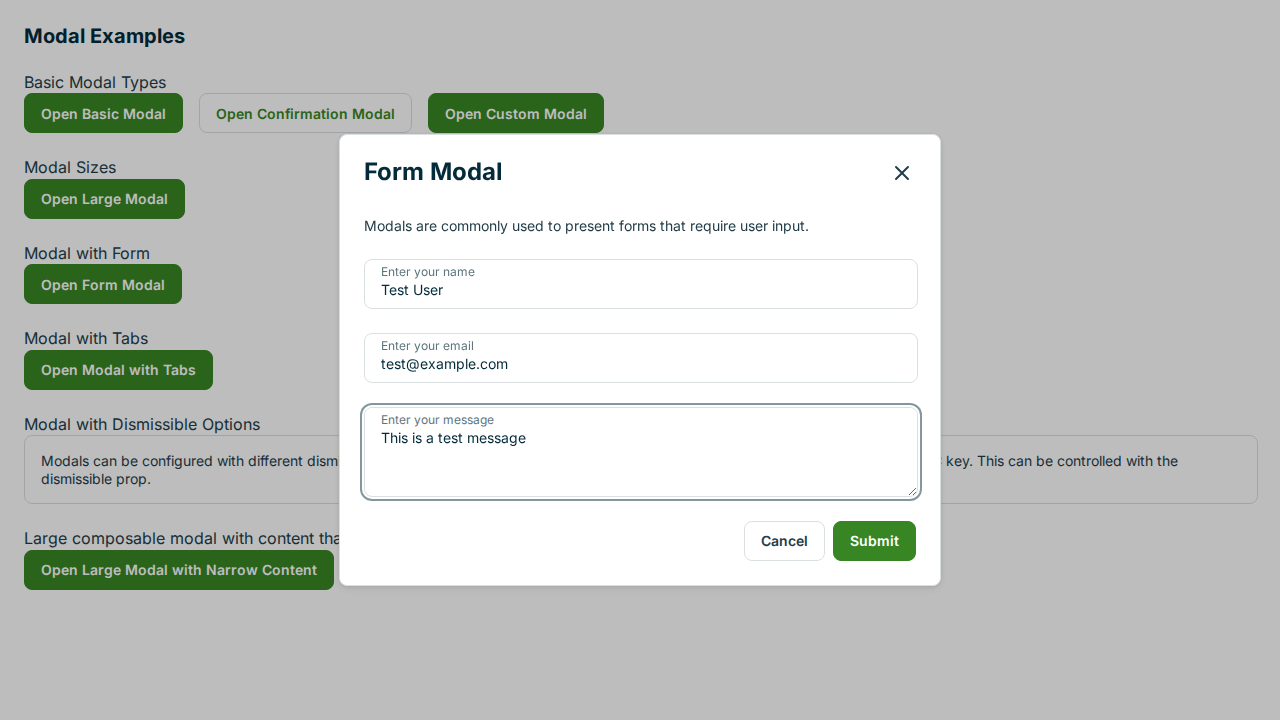 Modal Examples
Basic Modal Types
Open Basic Modal
Open Confirmation Modal
Open Custom Modal
Modal Sizes
Open Large Modal
Modal with Form
Open Form Modal
Modal with Tabs
Open Modal with Tabs
Modal with Dismissible Options
Modals can be configured with different
key. This can be controlled with the
dismissible prop.
Large composable modal with content
Open Large Modal with Narrow Content
Form Modal
Modals are commonly used to present forms that require user input.
Enter your name
Test User
Enter your email
test@example.com
Enter your message
This is a test message
Cancel
Submit